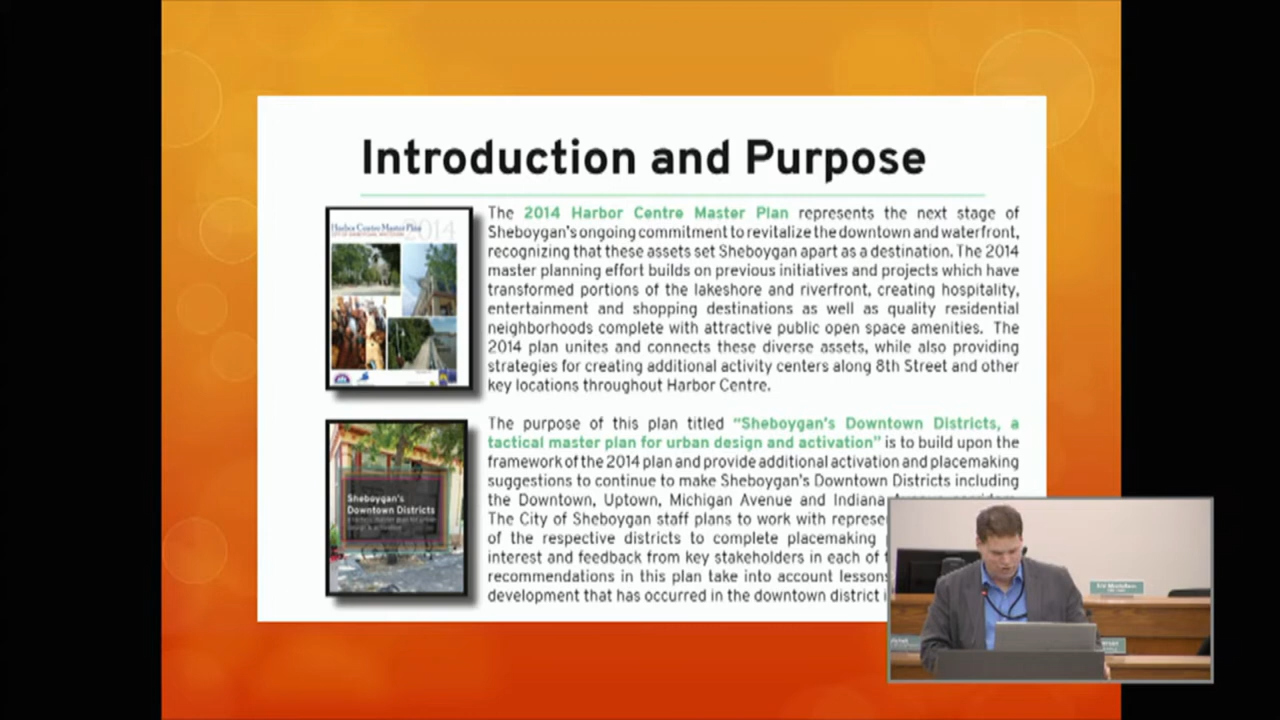 Introduction and Purpose
The 2014 Harbor Centre Master Plan represents the next stage of
Sheboygan's ongoing commitment to revitalize the downtown and waterfront,
recognizing that these assets set Sheboygan apart as a destination. The 2014
master planning effort builds on previous initiatives and projects which have
transformed portions of the lakeshore and riverfront, creating hospitality,
entertainment and shopping destinations as well as quality residential
neighborhoods complete with attractive public open space amenities. The
2014 plan unites and connects these diverse assets, while also providing
strategies for creating additional activity centers along 8th Street and other
key locations throughout Harbor Centre.
Harbor Centre Master Plan
2014
The purpose of this plan titled "Sheboygan's Downtown Districts, a
tactical master plan for urban design and activation" is to build upon the
framework of the 2014 plan and provide additional activation and placemaking
suggestions to continue to make Sheboygan's Downtown Districts including
the Downtown, Uptown, Michigan Avenue and Indiana
The City of Sheboygan staff plans to work with
of the respective districts to complete placemaking
interest and feedback from key stakeholders in each of
recommendations in this plan take into account lessons
development that has occurred in the downtown district
Sheboygan's
Downtown Districts